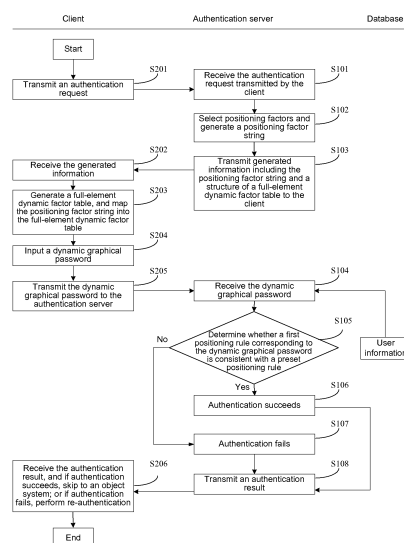 Client
Authentication server
Database
Start
S201
Transmit an authentication
request
S101
Receive the authentication
request transmitted by the
client
S102
Select positioning factors and
generate a positioning factor
string
S202
Receive the generated
information
S103
Transmit generated
information including the
positioning factor string and a
structure of a full-element
dynamic factor table to the
client
S203
Generate a full-element
dynamic factor table, and map
the positioning factor string into
the full-element dynamic factor
table
S204
Input a dynamic graphical
password
S205
Transmit the dynamic
graphical password to the
authentication server
S104
Receive the dynamic
graphical password
S105
Determine whether a first
positioning rule corresponding to
the dynamic graphical password
is consistent with a preset
positioning rule
User
information
No
Yes
S106
Authentication succeeds
S107
Authentication fails
S206
Receive the authentication
result, and if authentication
succeeds, skip to an object
system; or if authentication
fails, perform re-authentication
S108
Transmit an authentication
result
End